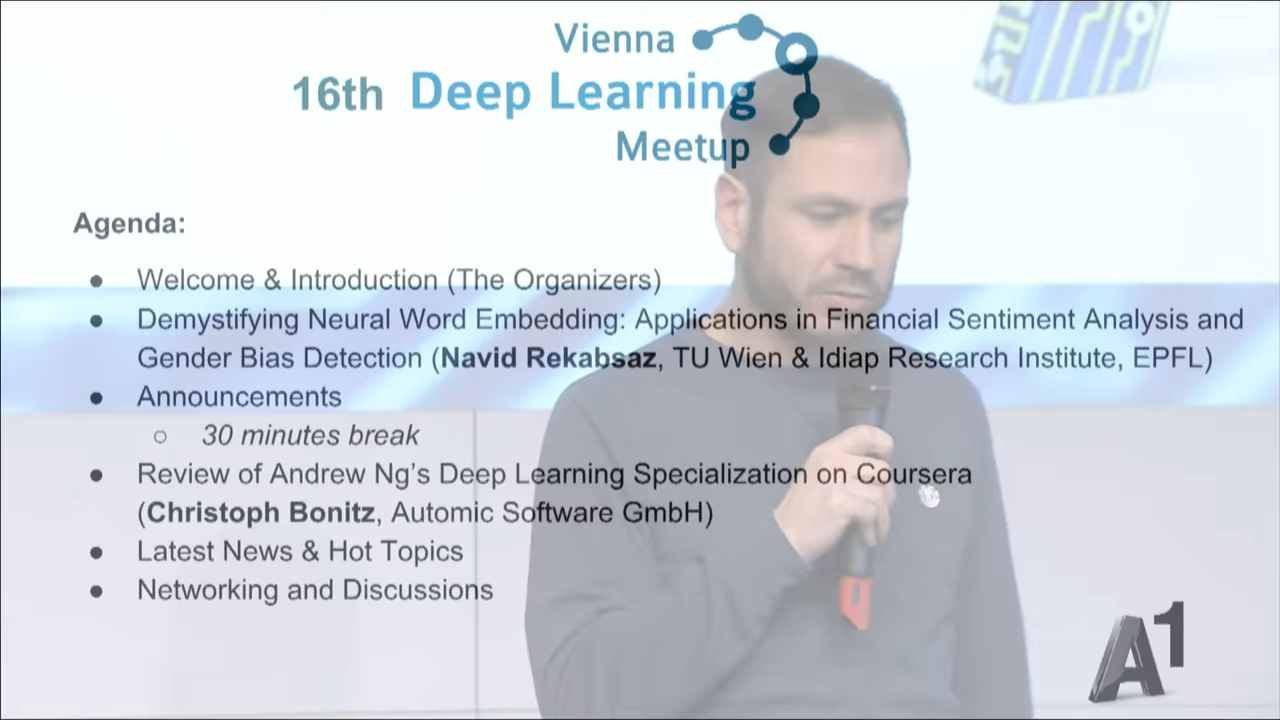 Vienna
16th Deep Learning
Meetup
Agenda:
● Welcome & Introduction (The Organizers)
● Demystifying Neural Word Embedding: Applications in Financial Sentiment Analysis and
Gender Bias Detection (Navid Rekabsaz, TU Wien & Idiap Research Institute, EPFL)
● Announcements
○ 30 minutes break
● Review of Andrew Ng’s Deep Learning Specialization on Coursera
(Christoph Bonitz, Automic Software GmbH)
● Latest News & Hot Topics
● Networking and Discussions
A1